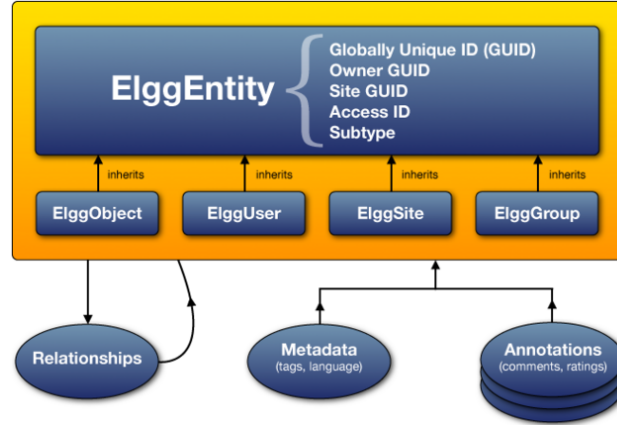 ElggEntity
Globally Unique ID (GUID)
Owner GUID
Site GUID
Access ID
Subtype
inherits
inherits
inherits
inherits
ElggObject
ElggUser
ElggSite
ElggGroup
Relationships
Metadata
(tags, language)
Annotations
(comments, ratings)